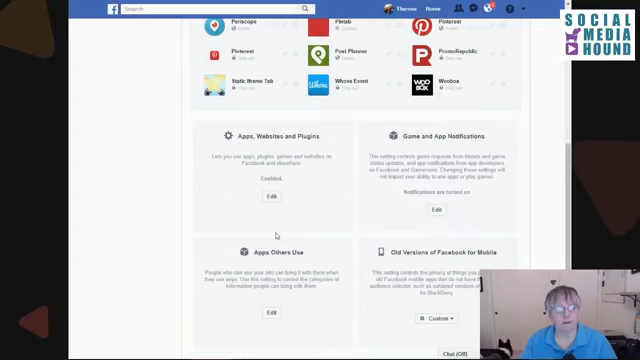 Search
Therese
Home
SOCIAL
MEDIA
HOUND
Periscope
Pintab
Pinterest
Pinterest
Post Planner
PromoRepublic
Static Iframe Tab
Whova Event
Woobox
Apps, Websites and Plugins
Lets you use apps, plugins, games and websites on
Facebook and elsewhere.
Enabled.
Edit
Game and App Notifications
This setting controls game requests from friends and game
status updates, and app notifications from app developers
on Facebook and Gameroom. Changing these settings will
not impact your ability to use apps or play games.
Notifications are turned on
Edit
Apps Others Use
People who can see your info can bring it with them when
they use apps. Use this setting to control the categories of
information people can bring with them.
Edit
Old Versions of Facebook for Mobile
This setting controls the privacy of things you
old Facebook mobile apps that do not have
audience selector, such as outdated versions
for BlackBerry.
Custom
Chat (Off)